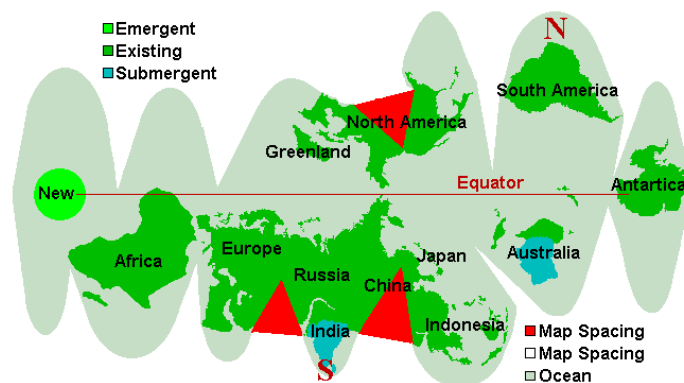 Emergent
Existing
Submergent
N
South America
North America
Greenland
New
Equator
Antartica
Africa
Europe
Russia
Japan
Australia
China
India
Indonesia
S
Map Spacing
Map Spacing
Ocean